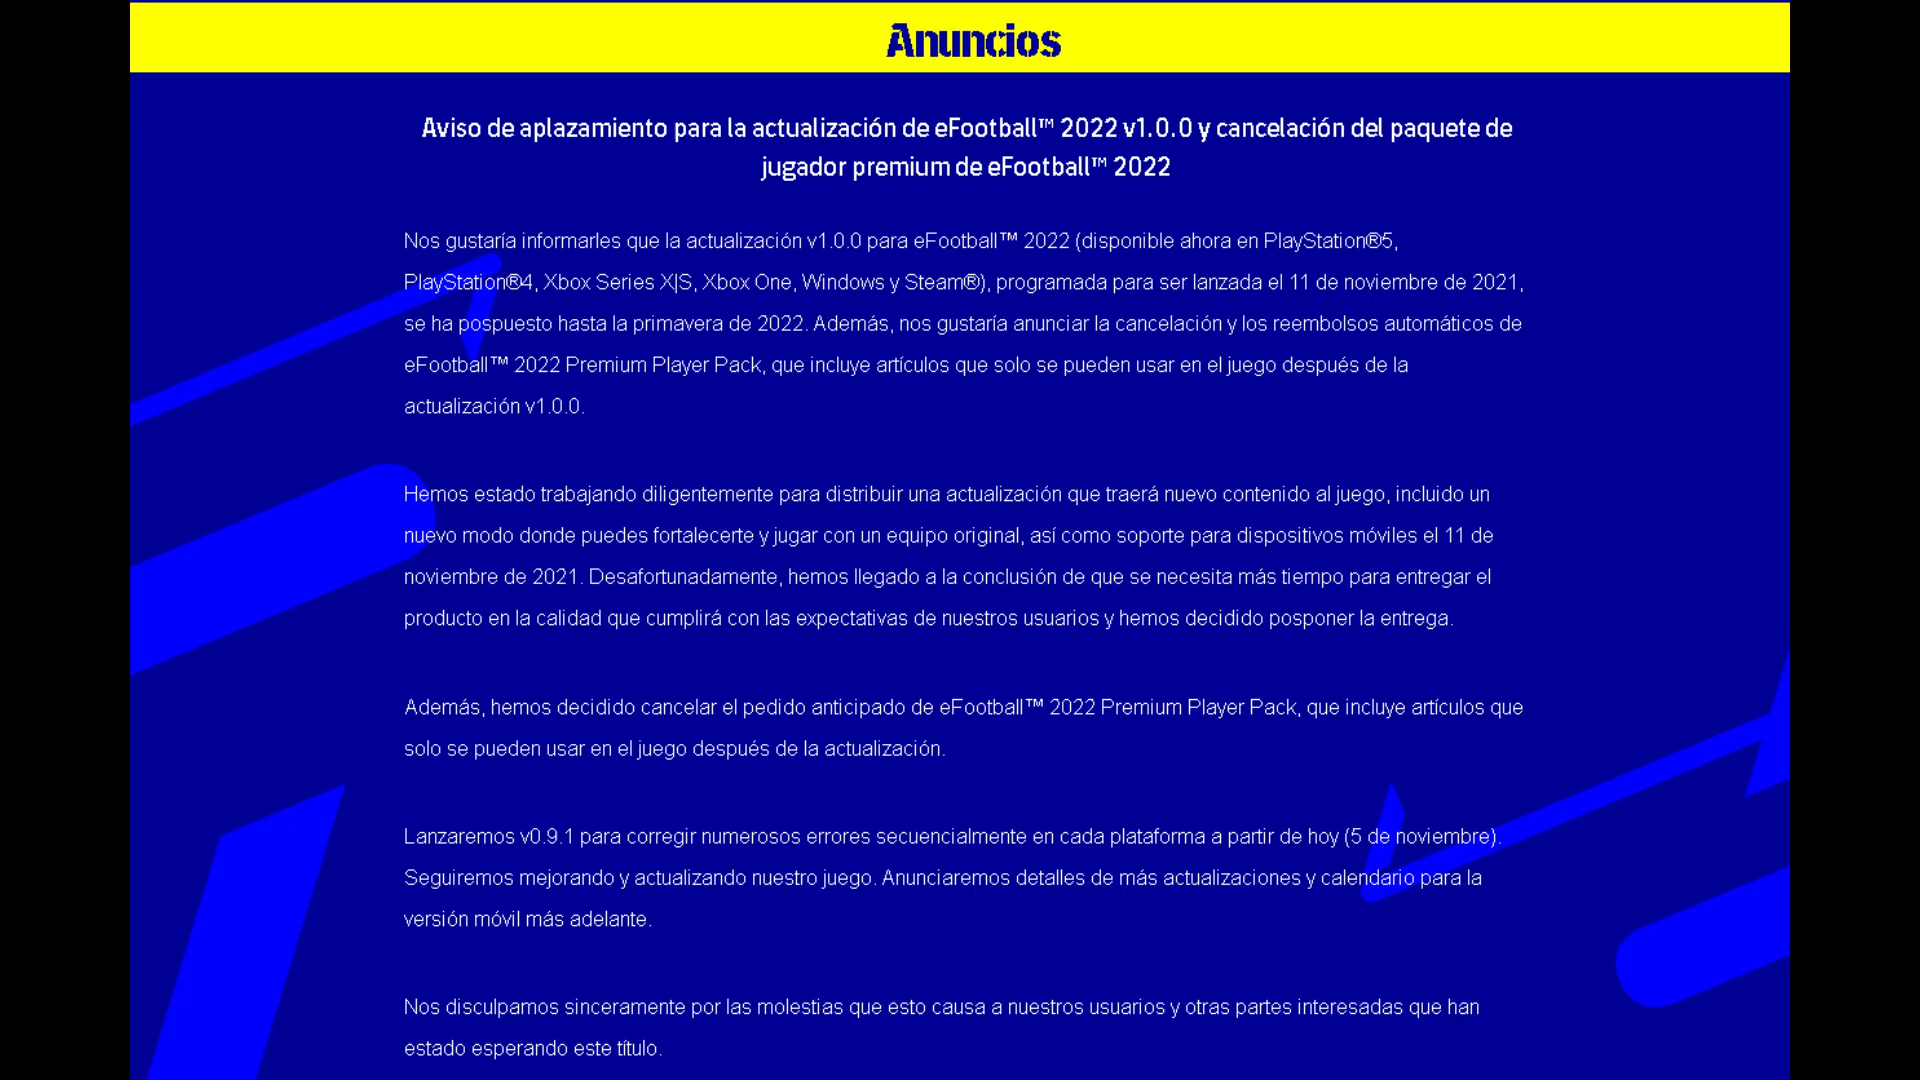 Anuncios
Aviso de aplazamiento para la actualización de eFootball™ 2022 v1.0.0 y cancelación del paquete de
jugador premium de eFootball™ 2022
Nos gustaría informarles que la actualización v1.0.0 para eFootball™ 2022 (disponible ahora en PlayStation®5,
PlayStation®4, Xbox Series X|S, Xbox One, Windows y Steam®), programada para ser lanzada el 11 de noviembre de 2021,
se ha pospuesto hasta la primavera de 2022. Además, nos gustaría anunciar la cancelación y los reembolsos automáticos de
eFootball™ 2022 Premium Player Pack, que incluye artículos que solo se pueden usar en el juego después de la
actualización v1.0.0.
Hemos estado trabajando diligentemente para distribuir una actualización que traerá nuevo contenido al juego, incluido un
nuevo modo donde puedes fortalecerte y jugar con un equipo original, así como soporte para dispositivos móviles el 11 de
noviembre de 2021. Desafortunadamente, hemos llegado a la conclusión de que se necesita más tiempo para entregar el
producto en la calidad que cumplirá con las expectativas de nuestros usuarios y hemos decidido posponer la entrega.
Además, hemos decidido cancelar el pedido anticipado de eFootball™ 2022 Premium Player Pack, que incluye artículos que
solo se pueden usar en el juego después de la actualización.
Lanzaremos v0.9.1 para corregir numerosos errores secuencialmente en cada plataforma a partir de hoy (5 de noviembre).
Seguiremos mejorando y actualizando nuestro juego. Anunciaremos detalles de más actualizaciones y calendario para la
versión móvil más adelante.
Nos disculpamos sinceramente por las molestias que esto causa a nuestros usuarios y otras partes interesadas que han
estado esperando este título.